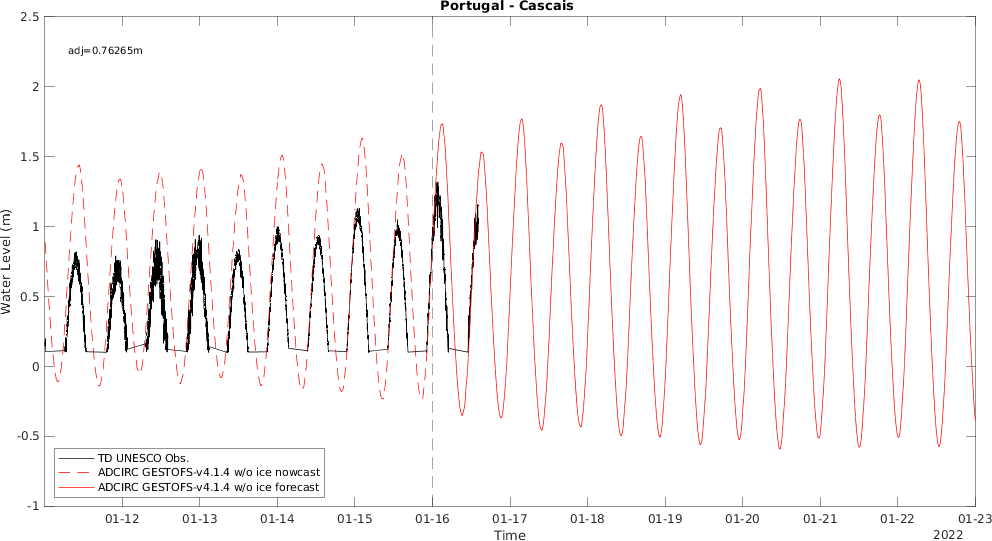 Portugal - Cascais
adj=0.76265m
2.5
2
1.5
1
0.5
0
-0.5
-1
Water Level (m)
TD UNESCO Obs.
ADCIRC GESTOFS-v4.1.4 w/o ice nowcast
ADCIRC GESTOFS-v4.1.4 w/o ice forecast
01-12 01-13 01-14 01-15 01-16 01-17 01-18 01-19 01-20 01-21 01-22 01-23
Time
2022